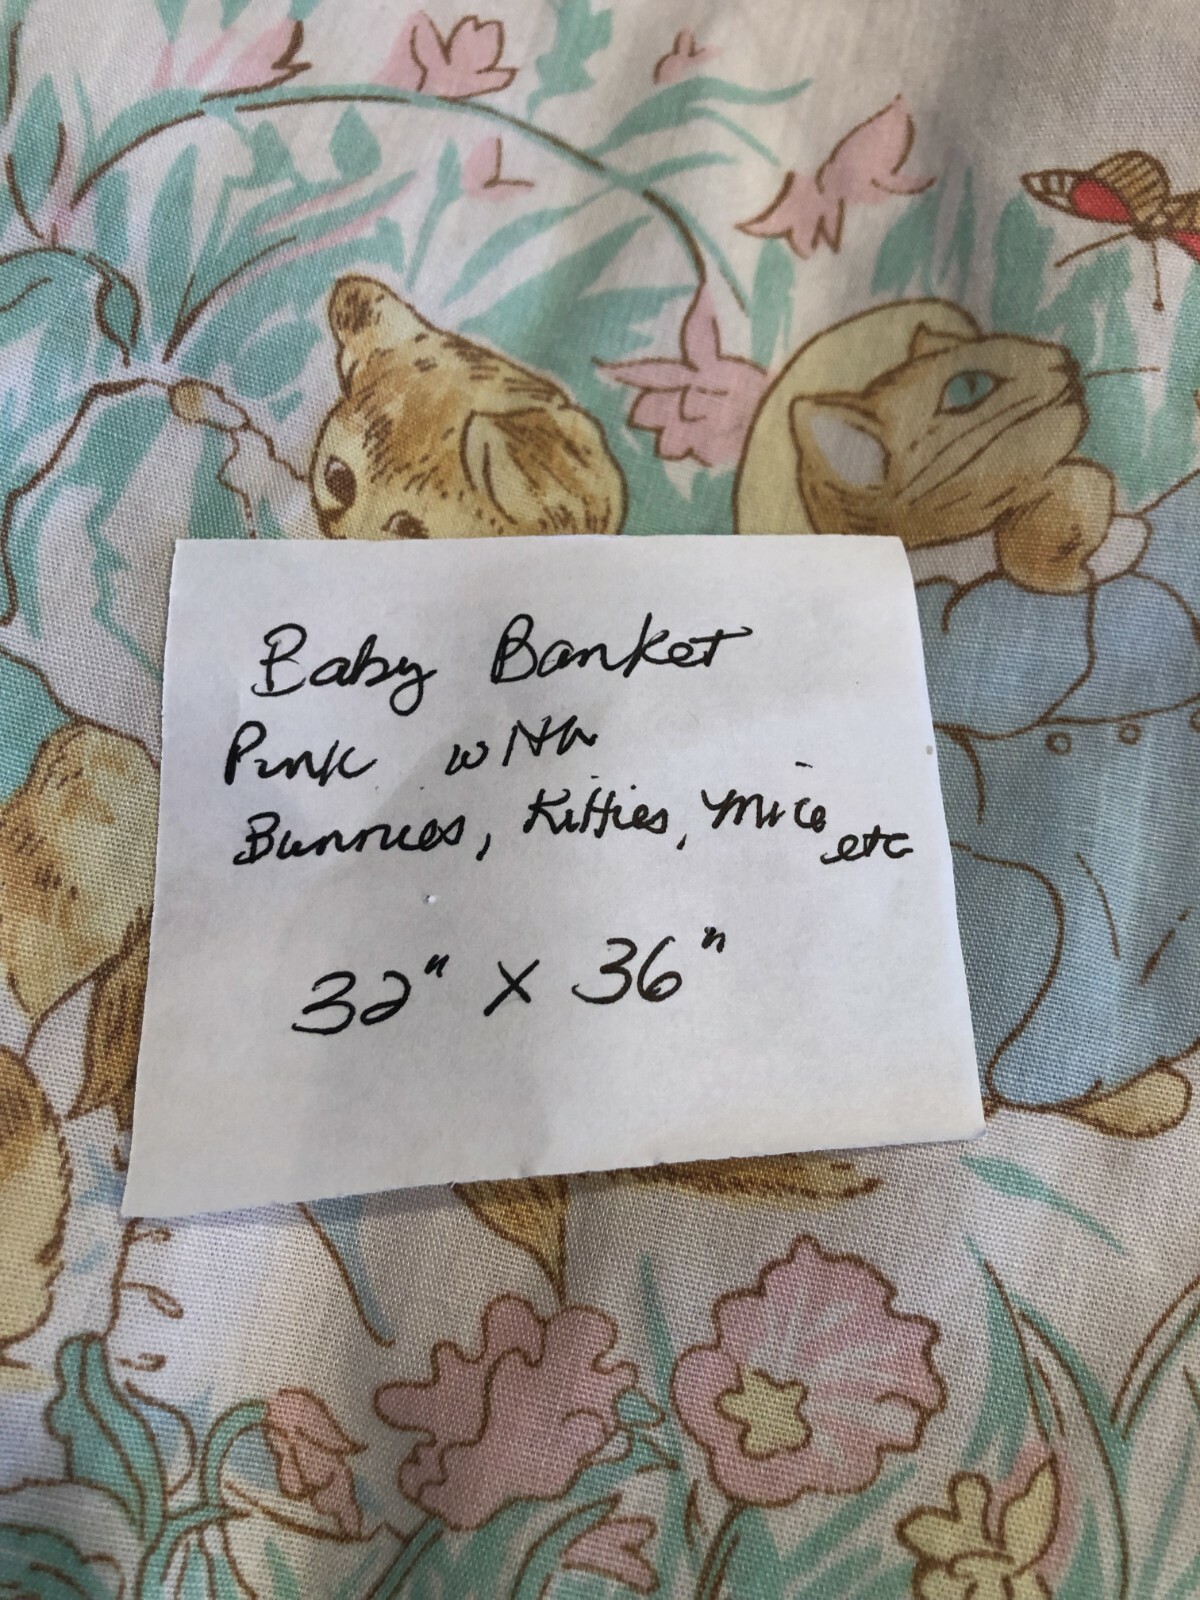 Baby Banket
Pink with
Bunnies, Kitties, Mice etc
32" x 36"